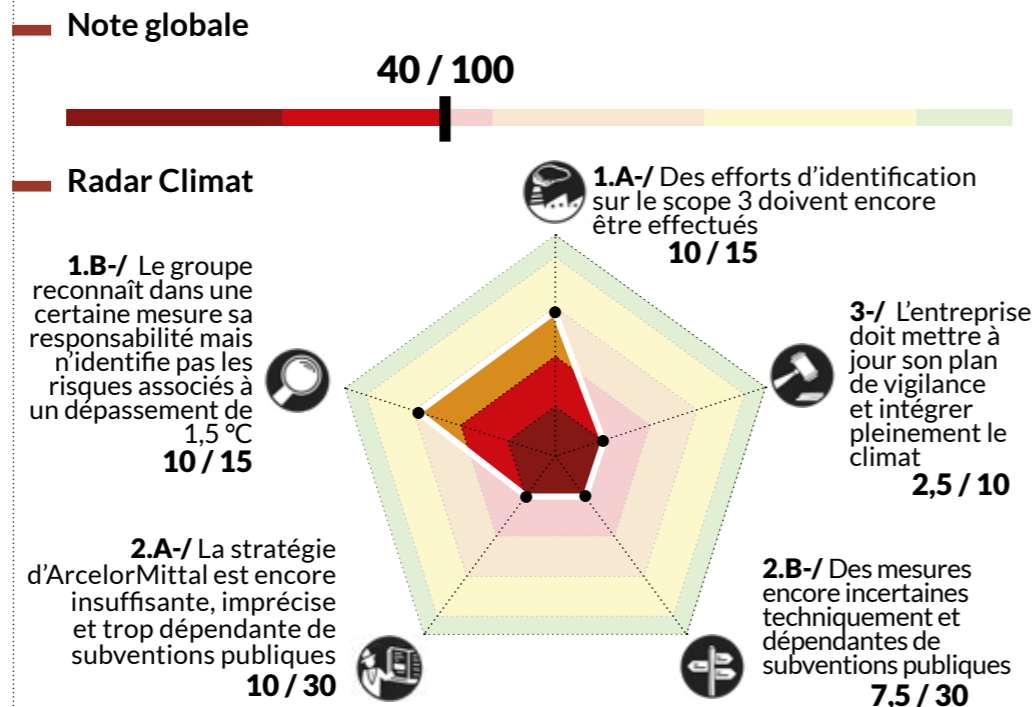 Note globale
40 / 100
Radar Climat
1.A-/ Des efforts d’identification
sur le scope 3 doivent encore
être effectués
10 / 15
1.B-/ Le groupe
reconnaît dans une
certaine mesure sa
responsabilité mais
n’identifie pas les
risques associés à
un dépassement de
1,5 °C
10 / 15
3-/ L’entreprise
doit mettre à
jour son plan
de vigilance
et intégrer
pleinement le
climat
2,5 / 10
2.A-/ La stratégie
d’ArcelorMittal est encore
insuffisante, imprécise
et trop dépendante de
subventions publiques
10 / 30
2.B-/ Des mesures
encore incertaines
techniquement et
dépendantes de
subventions publiques
7,5 / 30